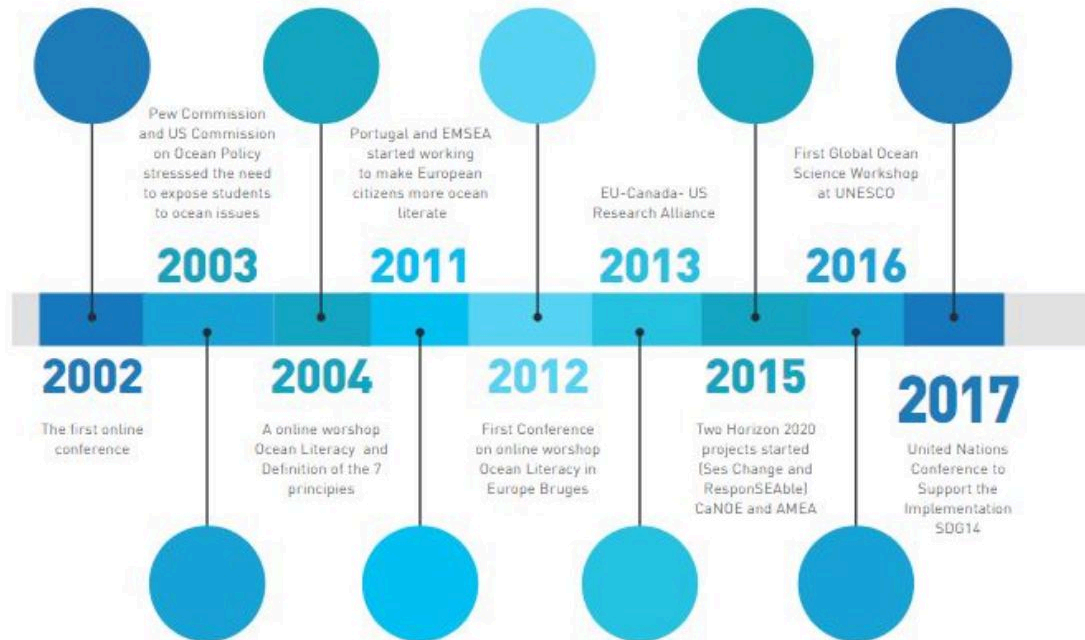 Pew Commission
and US Commission
on Ocean Policy
stresssed the need
to expose students
to ocean issues
2003
Portugal and EMSEA
started working
to make European
citizens more ocean
literate
2011
EU-Canada- US
Research Alliance
2013
First Global Ocean
Science Workshop
at UNESCO
2016
2002
The first online
conference
2004
A online worshop
Ocean Literacy and
Definition of the 7
principies
2012
First Conference
on online worshop
Ocean Literacy in
Europe Bruges
2015
Two Horizon 2020
projects started
(Ses Change and
ResponSEAble)
CaNOE and AMEA
2017
United Nations
Conference to
Support the
Implementation
SDG14